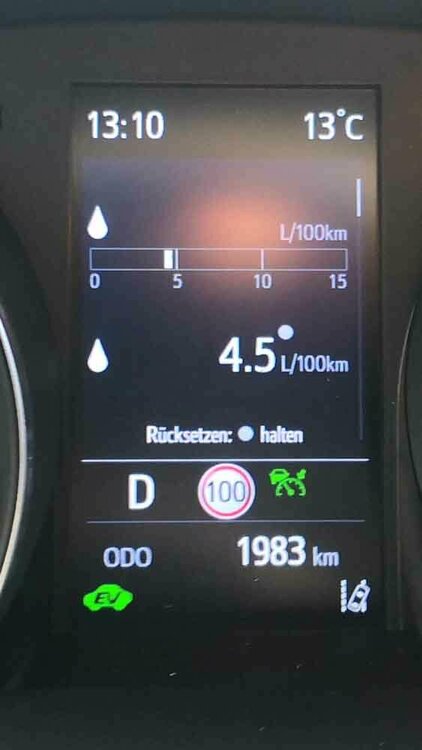 13:10 13°C
L/100km
0 5 10 15
4.5 L/100km
Rücksetzen: halten
D 100
ODO 1983 km
EV